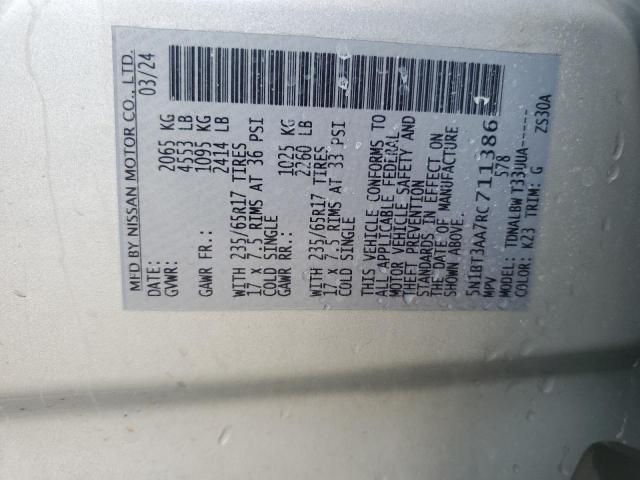 MFD BY NISSAN MOTOR CO., LTD.
DATE: 03/24
GVWR: 2065 KG
4553 LB
GAWR FR: 1095 KG
2414 LB
WITH 235/65R17 TIRES
17 X 7.5 RIMS AT 36 PSI
COLD SINGLE
GAWR RR: 1025 KG
2260 LB
WITH 235/65R17 TIRES
17 X 7.5 RIMS AT 33 PSI
COLD SINGLE
THIS VEHICLE CONFORMS TO
ALL APPLICABLE FEDERAL
MOTOR VEHICLE SAFETY AND
THEFT PREVENTION
STANDARDS IN EFFECT ON
THE DATE OF MANUFACTURE
SHOWN ABOVE.
5N1BT3AA7RC711386
MPV 578
MODEL: TDNALBWT33UUA-----
COLOR: K23 TRIM: G ZS30A